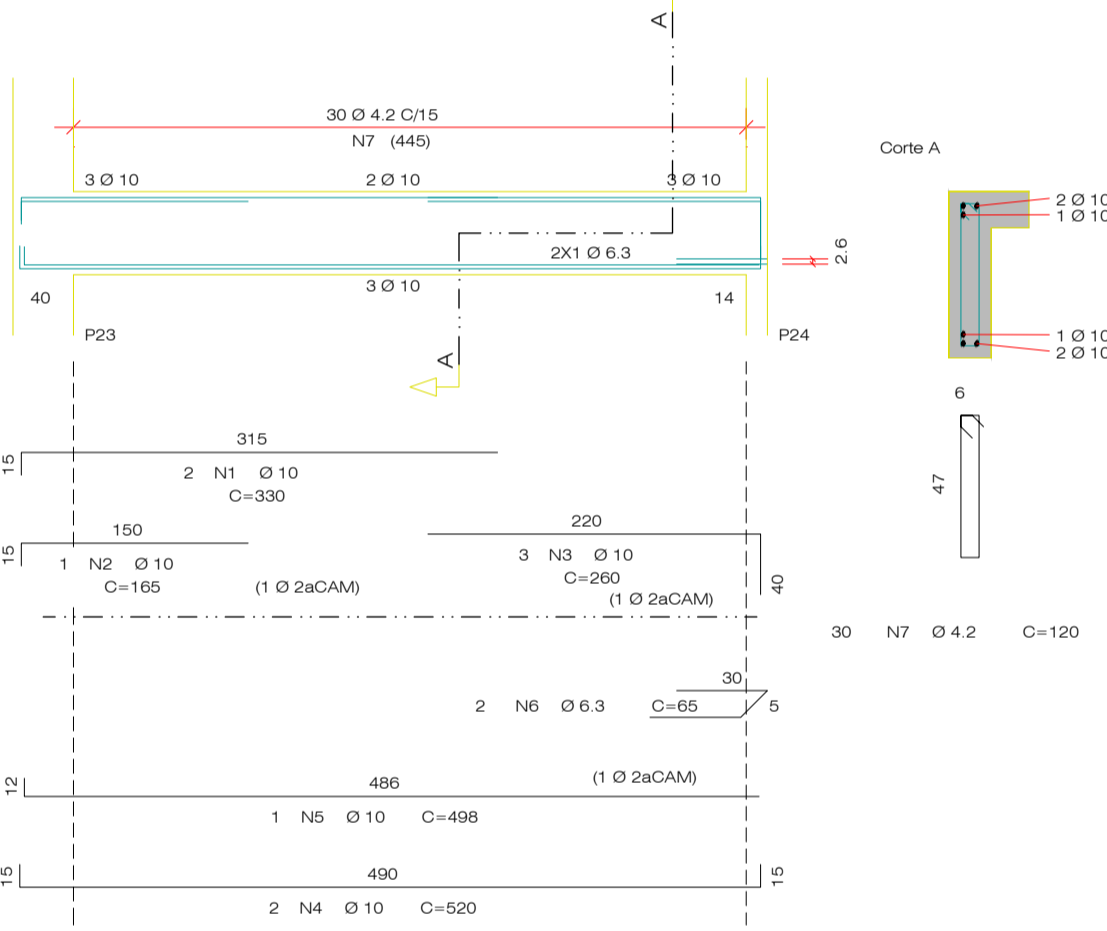 A
30 Ø 4.2 C/15
N7 (445)
Corte A
3 Ø 10
2 Ø 10
3 Ø 10
2 Ø 10
1 Ø 10
2X1 Ø 6.3
2.6
3 Ø 10
40
14
P23
P24
1 Ø 10
2 Ø 10
A
6
47
315
15
2 N1 Ø 10
C=330
150
15
1 N2 Ø 10
C=165
(1 Ø 2aCAM)
220
3 N3 Ø 10
C=260
(1 Ø 2aCAM)
40
30 N7 Ø 4.2 C=120
30
2 N6 Ø 6.3 C=65
5
12
486
(1 Ø 2aCAM)
1 N5 Ø 10 C=498
15
490
15
2 N4 Ø 10 C=520